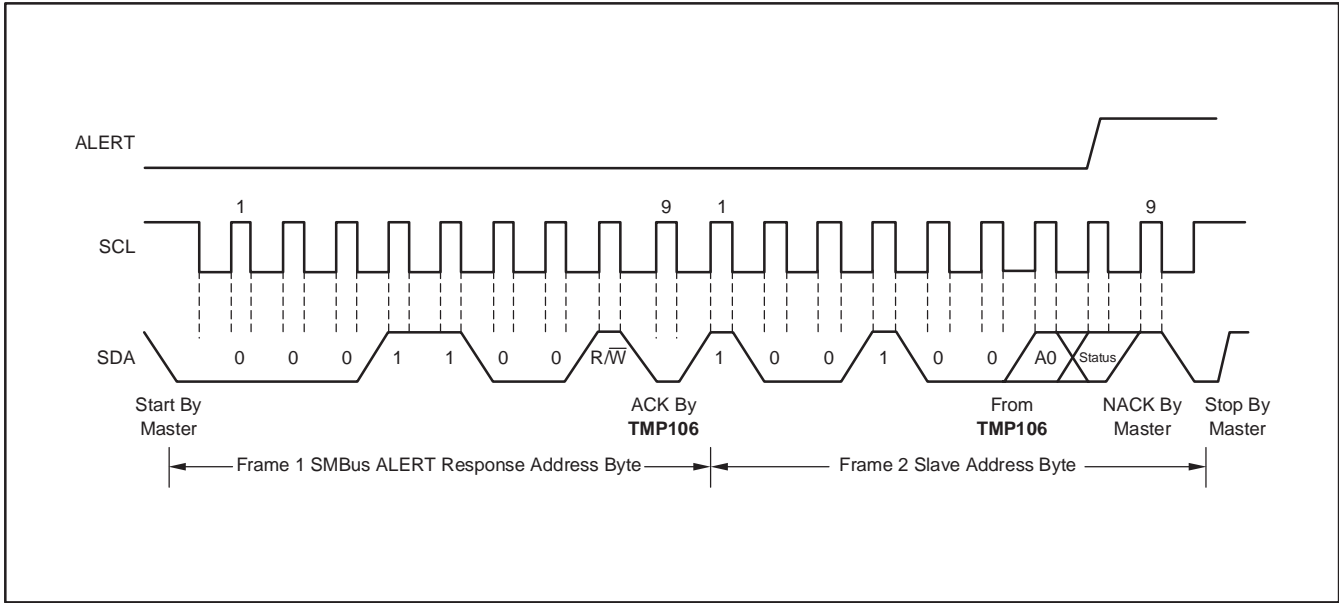 ALERT
1 9 1 9
SCL
SDA 0 0 0 1 1 0 0 R/W̅ 1 0 0 1 0 0 A0 Status
Start By
Master
ACK By
TMP106
From
TMP106
NACK By
Master
Stop By
Master
Frame 1 SMBus ALERT Response Address Byte
Frame 2 Slave Address Byte